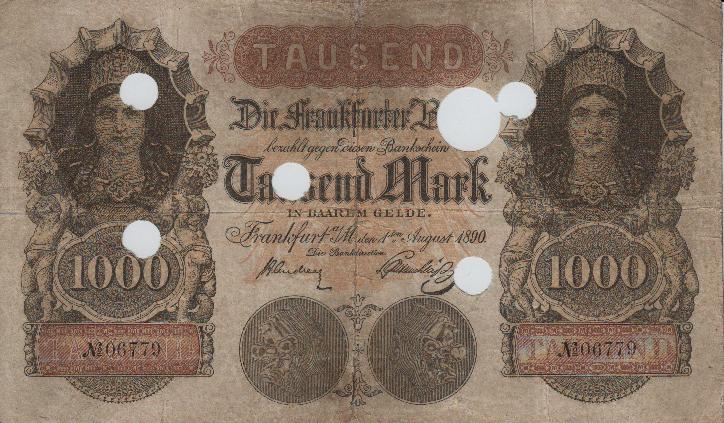 TAUSEND
Die Frankfurter
bezahlt gegen diesen Bankschein
Tausend Mark
IN BAAREM GELDE.
Frankfurt a/M. den 1ten August 1890.
Die Bankdirection
1000
1000
№06779
№06779